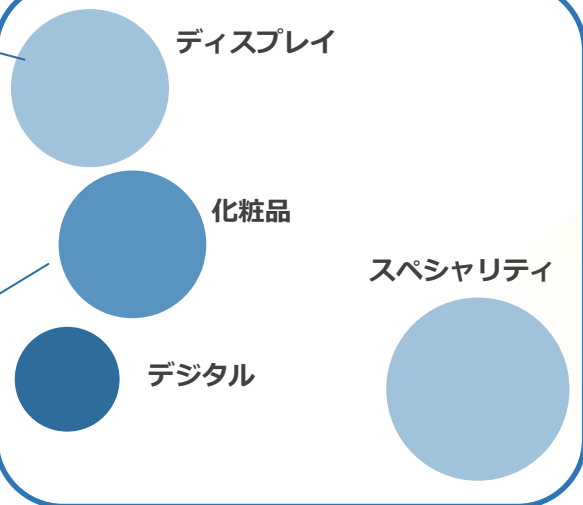 ディスプレイ
化粧品
スペシャリティ
デジタル